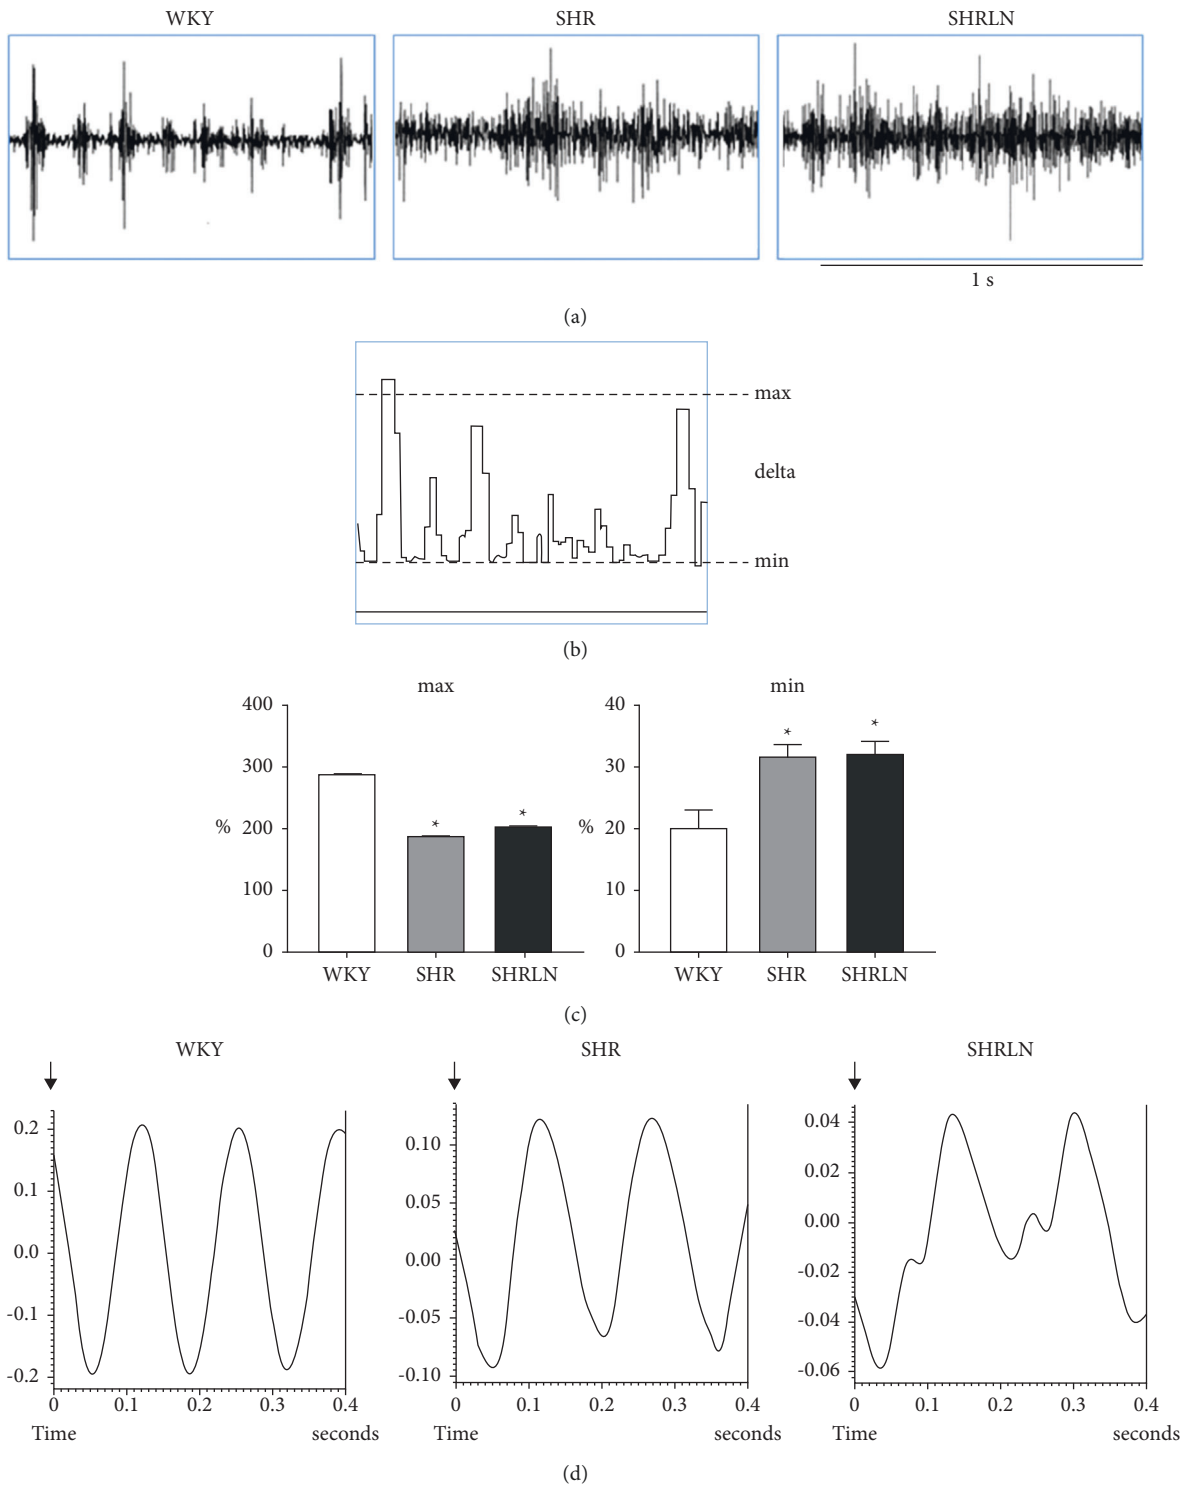 WKY SHR SHRLN
1 s
(a)
max
delta
min
(b)
max min
400 40
300 30
% 200 % 20
100 10
0 0
* * * *
WKY SHR SHRLN WKY SHR SHRLN
(c)
WKY SHR SHRLN
0.2 0.1 0.0 -0.1 -0.2
0 0.1 0.2 0.3 0.4
Time seconds
0.10 0.05 0.00 -0.05 -0.10
0 0.1 0.2 0.3 0.4
Time seconds
0.04 0.02 0.00 -0.02 -0.04 -0.06
0 0.1 0.2 0.3 0.4
Time seconds
(d)